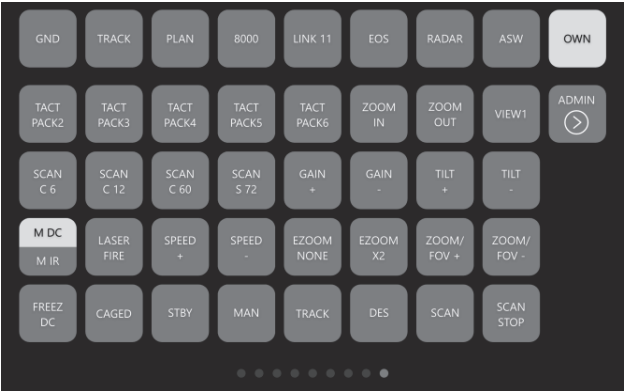 GND TRACK PLAN 8000 LINK 11 EOS RADAR ASW OWN
TACT PACK2 TACT PACK3 TACT PACK4 TACT PACK5 TACT PACK6 ZOOM IN ZOOM OUT VIEW1 ADMIN
SCAN C 6 SCAN C 12 SCAN C 60 SCAN S 72 GAIN + GAIN - TILT + TILT -
M DC M IR LASER FIRE SPEED + SPEED - EZOOM NONE EZOOM X2 ZOOM/ FOV + ZOOM/ FOV -
FREEZ DC CAGED STBY MAN TRACK DES SCAN SCAN STOP